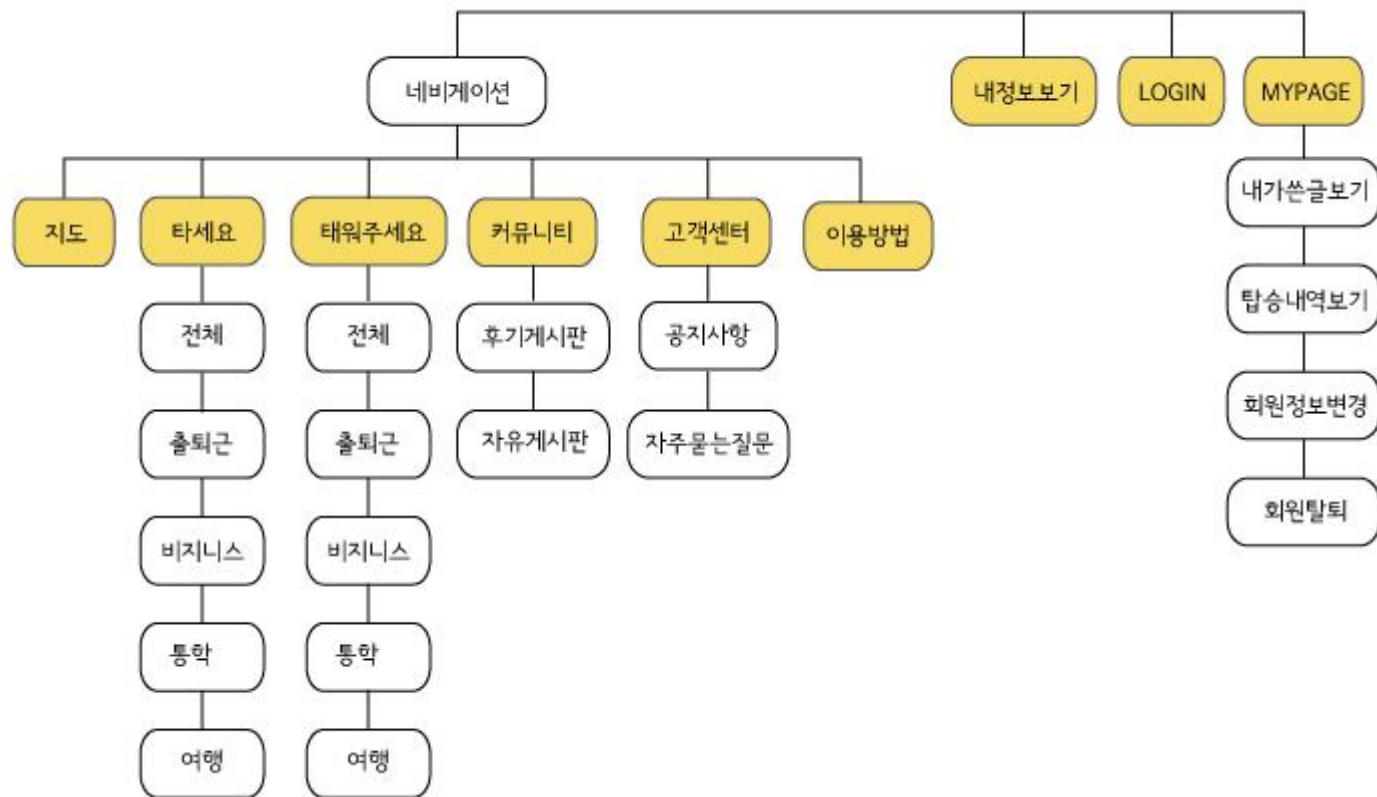 네비게이션
내정보보기
LOGIN
MYPAGE
지도
타세요
태워주세요
커뮤니티
고객센터
이용방법
전체
출퇴근
비지니스
통학
여행
전체
출퇴근
비지니스
통학
여행
후기게시판
자유게시판
공지사항
자주묻는질문
내가쓴글보기
탑승내역보기
회원정보변경
회원탈퇴